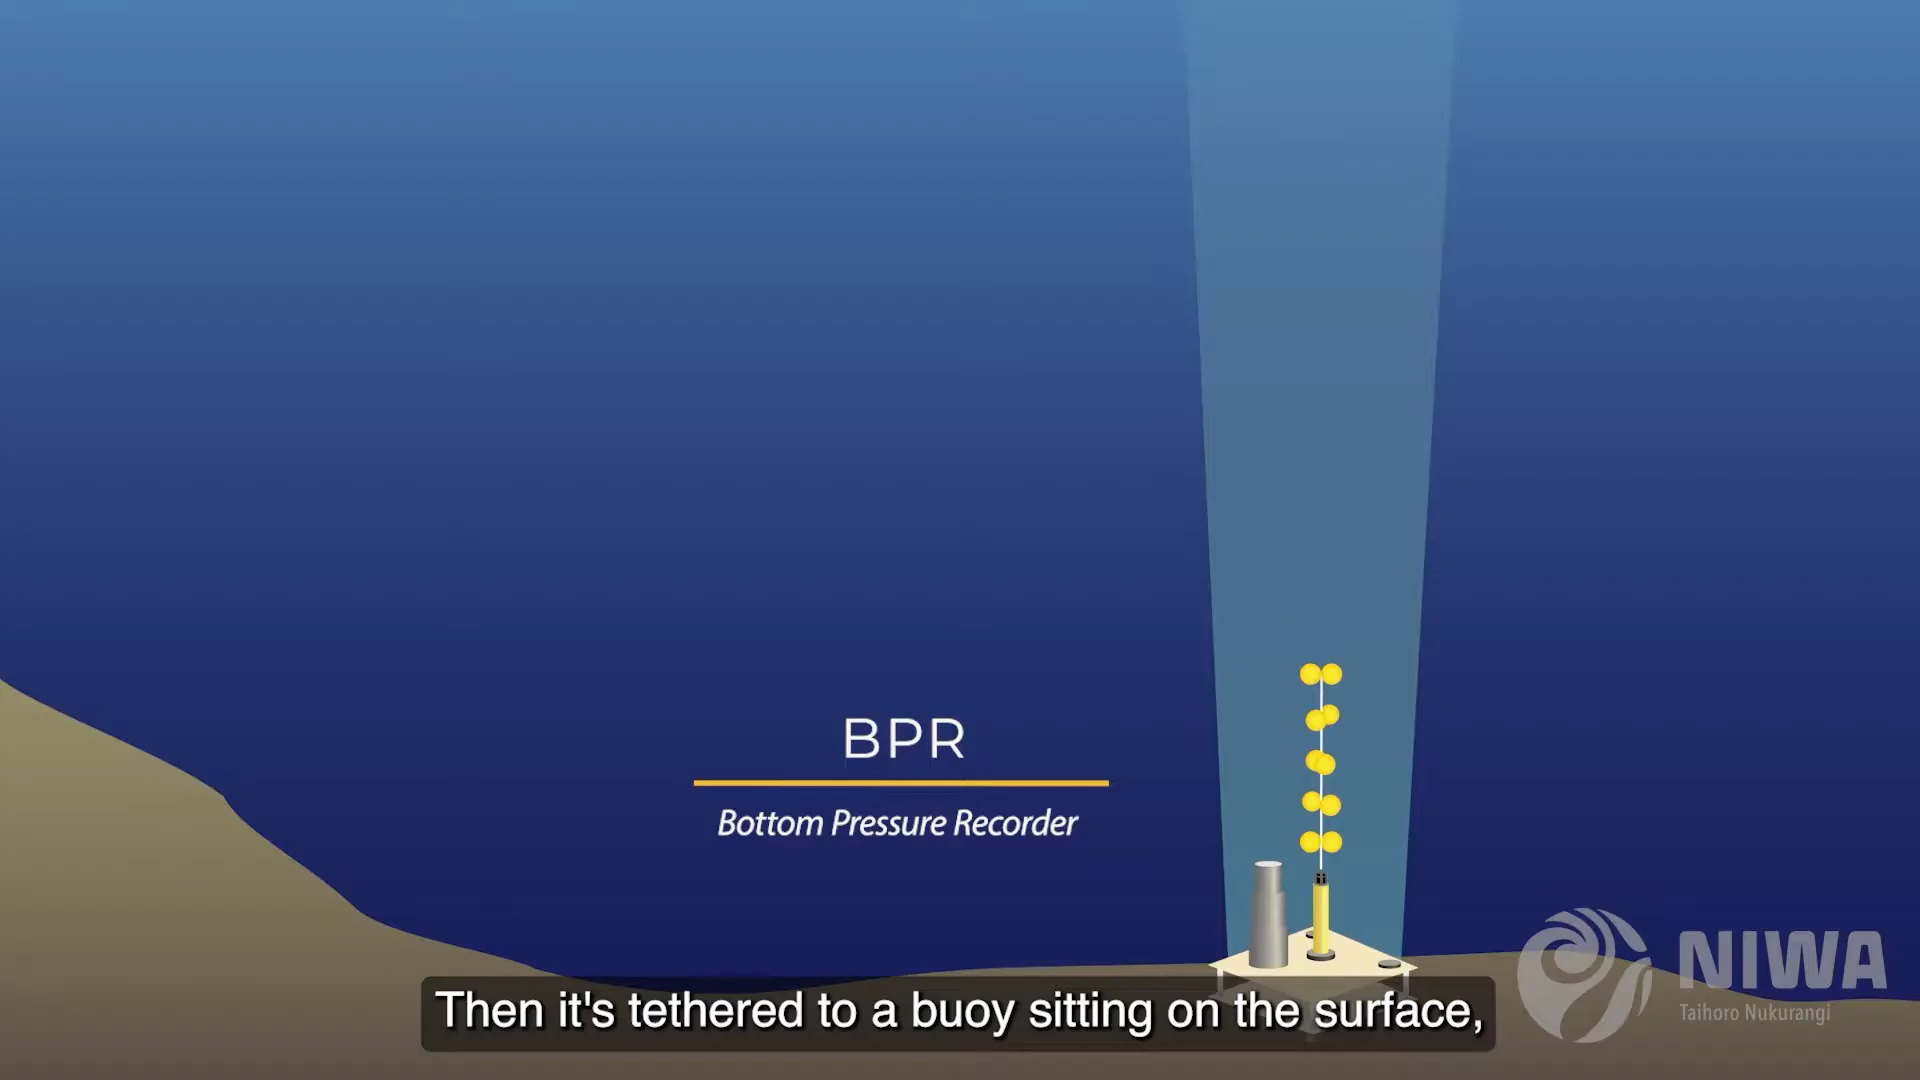 BPR
Bottom Pressure Recorder
Then it's tethered to a buoy sitting on the surface,
NIWA
Taihoro Nukurangi